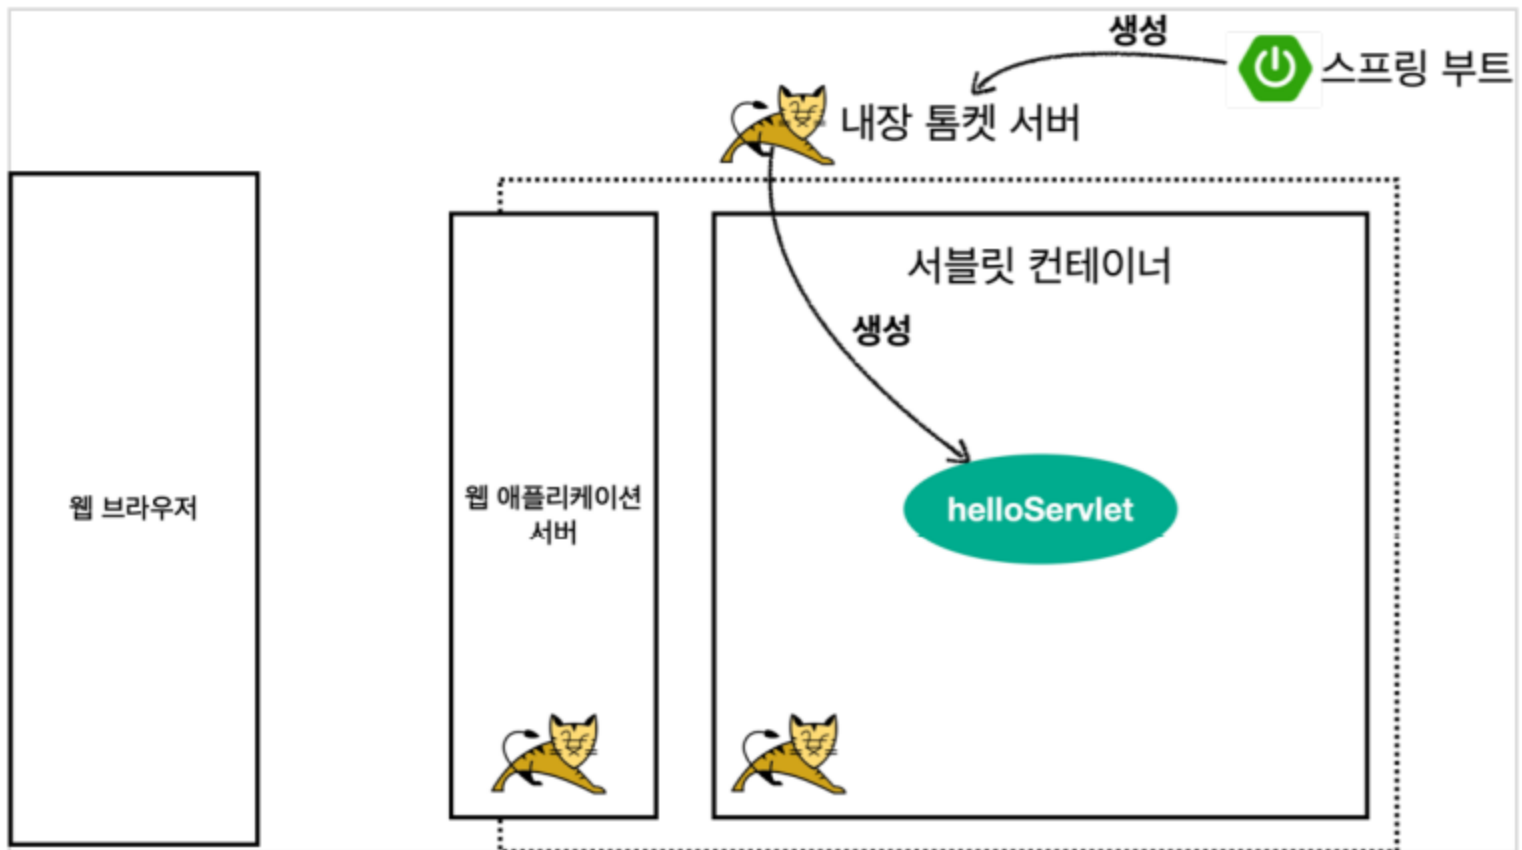 생성
스프링 부트
내장 톰켓 서버
서블릿 컨테이너
생성
웹 브라우저
웹 애플리케이션
서버
helloServlet